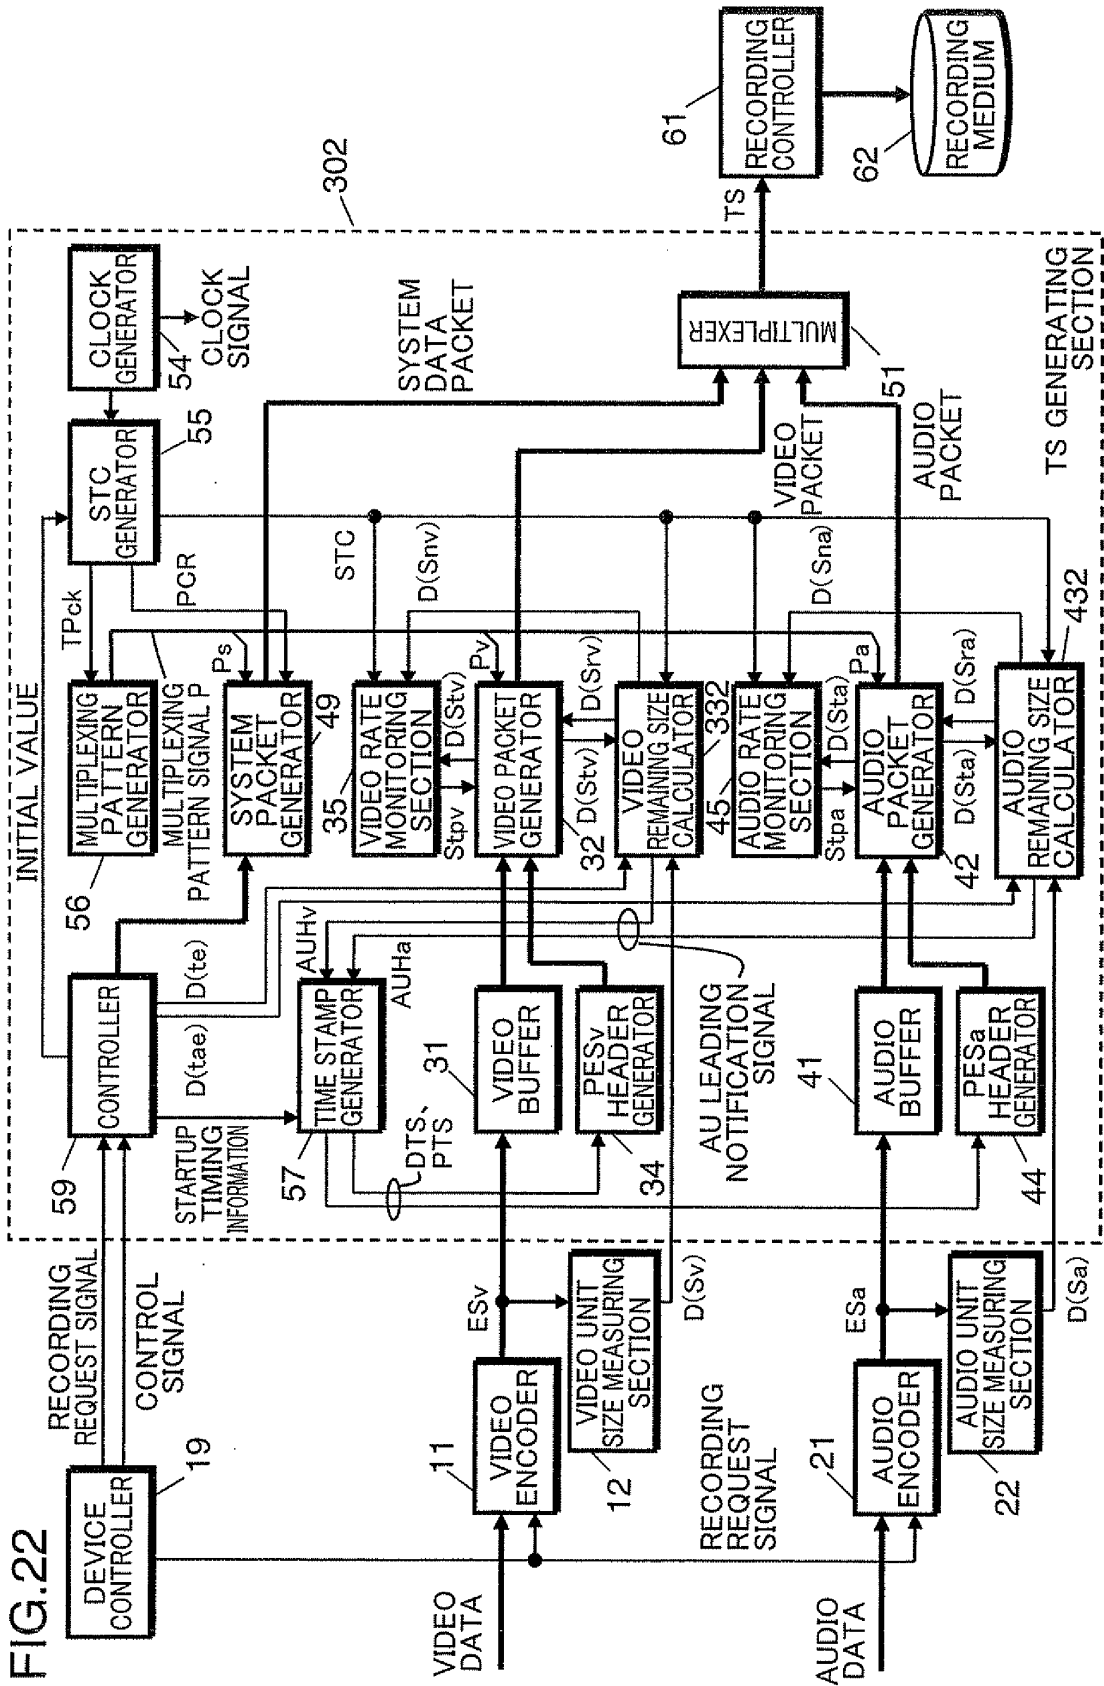 FIG.22
DEVICE
CONTROLLER
19
RECORDING
REQUEST SIGNAL
CONTROL
SIGNAL
59
CONTROLLER
INITIAL VALUE
STARTUP
TIMING
INFORMATION
D(tae)
D(te)
56
MULTIPLEXING
PATTERN
GENERATOR
TPck
STC
GENERATOR
55
CLOCK
GENERATOR
54
CLOCK
SIGNAL
302
MULTIPLEXING
PATTERN SIGNAL P
PCR
Ps
SYSTEM
PACKET
GENERATOR
49
SYSTEM
DATA
PACKET
57
TIME STAMP
GENERATOR
AUHv
AUHa
DTS,
PTS
35
VIDEO RATE
MONITORING
SECTION
STC
D(Snv)
Stpv
D(Stv)
Pv
VIDEO
DATA
11
VIDEO
ENCODER
ESv
31
VIDEO
BUFFER
VIDEO PACKET
GENERATOR
32
D(Stv)
D(Srv)
12
VIDEO UNIT
SIZE MEASURING
SECTION
D(Sv)
PESv
HEADER
GENERATOR
34
VIDEO
REMAINING SIZE
CALCULATOR
332
AU LEADING
NOTIFICATION
SIGNAL
RECORDING
REQUEST
SIGNAL
45
AUDIO RATE
MONITORING
SECTION
D(Sna)
Stpa
D(Sta)
Pa
VIDEO
PACKET
AUDIO
DATA
21
AUDIO
ENCODER
ESa
41
AUDIO
BUFFER
AUDIO
PACKET
GENERATOR
42
D(Sta)
D(Sra)
AUDIO
PACKET
22
AUDIO UNIT
SIZE MEASURING
SECTION
D(Sa)
PESa
HEADER
GENERATOR
44
AUDIO
REMAINING SIZE
CALCULATOR
432
MULTIPLEXER
51
TS
61
RECORDING
CONTROLLER
62
RECORDING
MEDIUM
TS GENERATING
SECTION